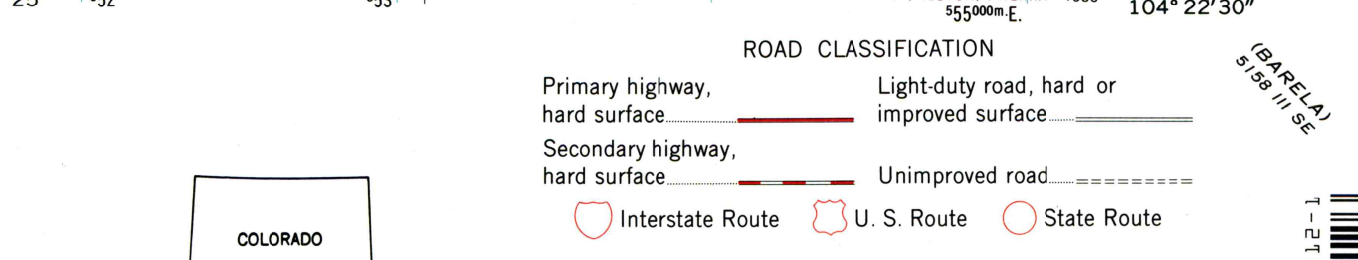 555000m.E.
104° 22′ 30″
ROAD CLASSIFICATION
Primary highway,
hard surface
Light-duty road, hard or
improved surface
Secondary highway,
hard surface
Unimproved road
Interstate Route
U. S. Route
State Route
(BARELA)
5158 III SE
COLORADO